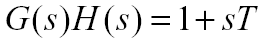 G(s)H(s) = 1 + sT